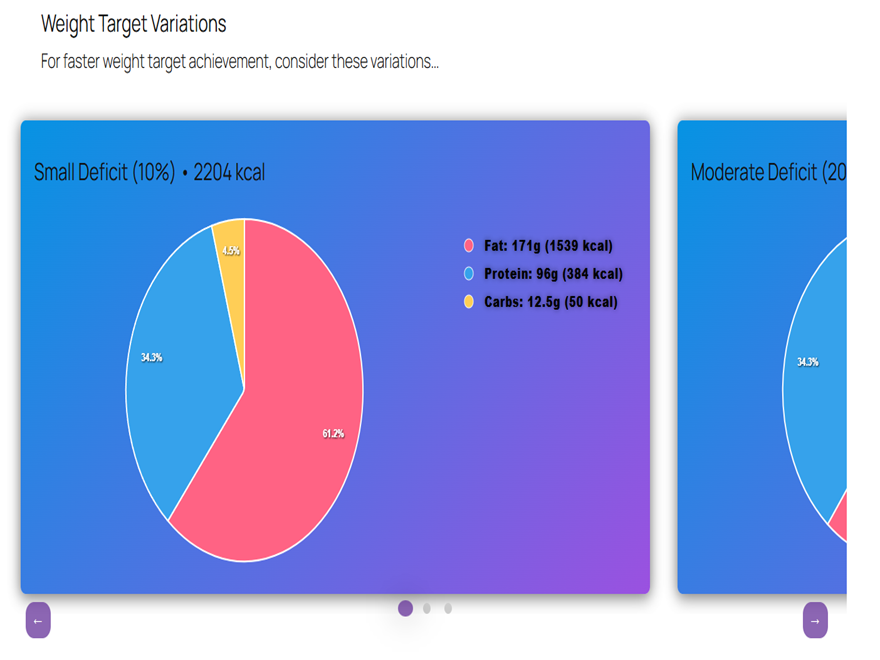 Weight Target Variations
For faster weight target achievement, consider these variations...
Small Deficit (10%) • 2204 kcal
Moderate Deficit (20
4.5%
34.3%
61.2%
Fat: 171g (1539 kcal)
Protein: 96g (384 kcal)
Carbs: 12.5g (50 kcal)
34.3%
←
→